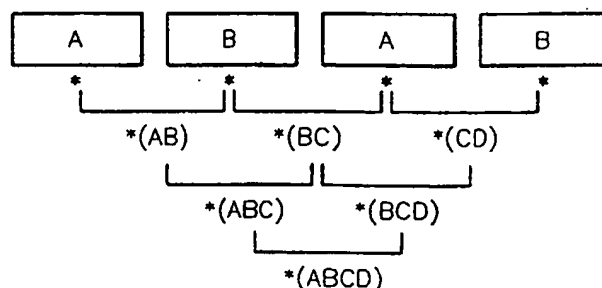 A B A B
* * * *
*(AB) *(BC) *(CD)
*(ABC) *(BCD)
*(ABCD)